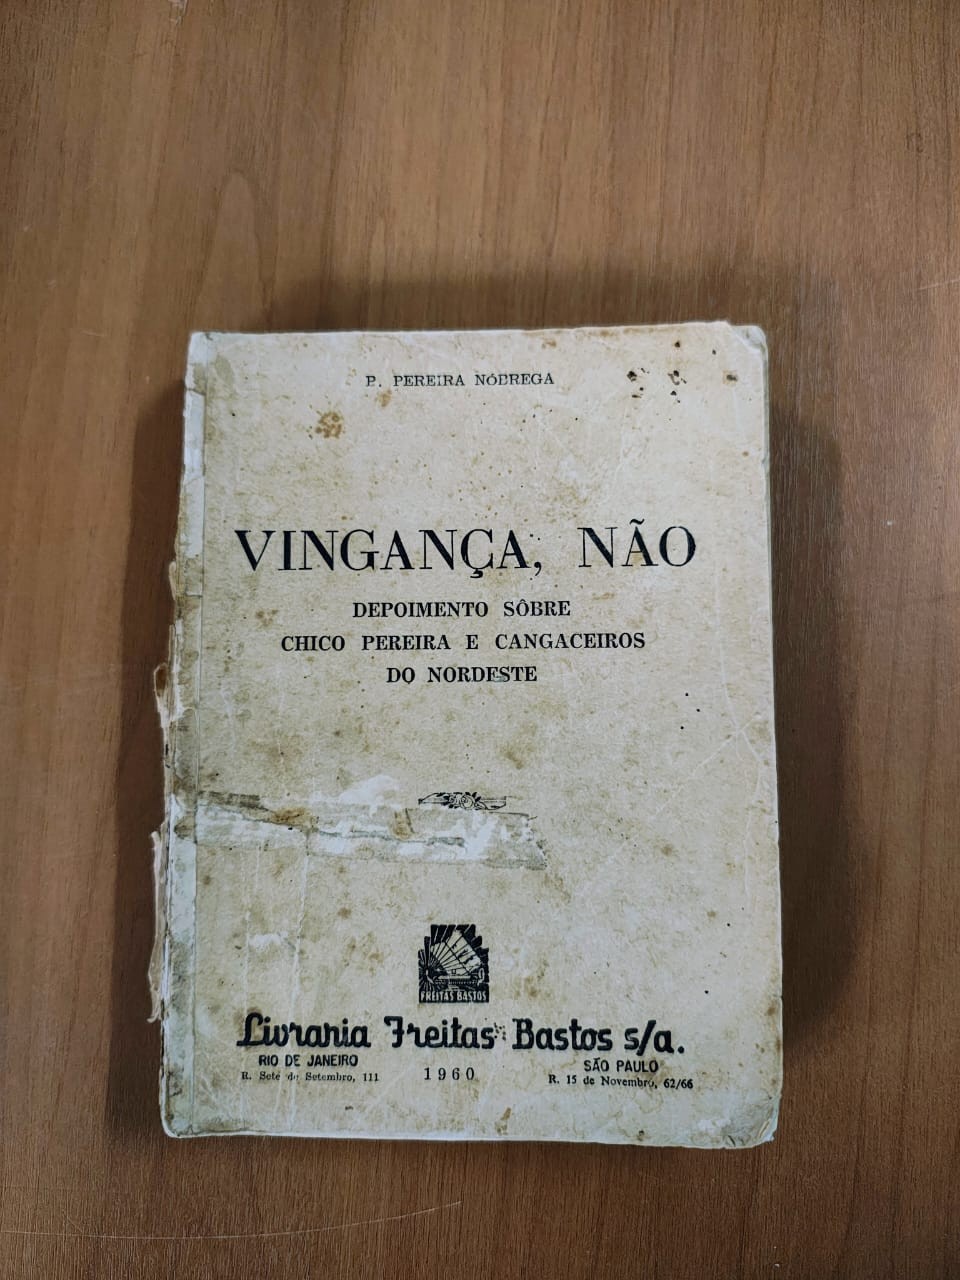 P. PEREIRA NÓBREGA
VINGANÇA, NÃO
DEPOIMENTO SÔBRE
CHICO PEREIRA E CANGACEIROS
DO NORDESTE
FREITAS BASTOS
Livraria Freitas Bastos s/a.
RIO DE JANEIRO
R. Sete de Setembro, 111
1960
SÃO PAULO
R. 15 de Novembro, 62/66